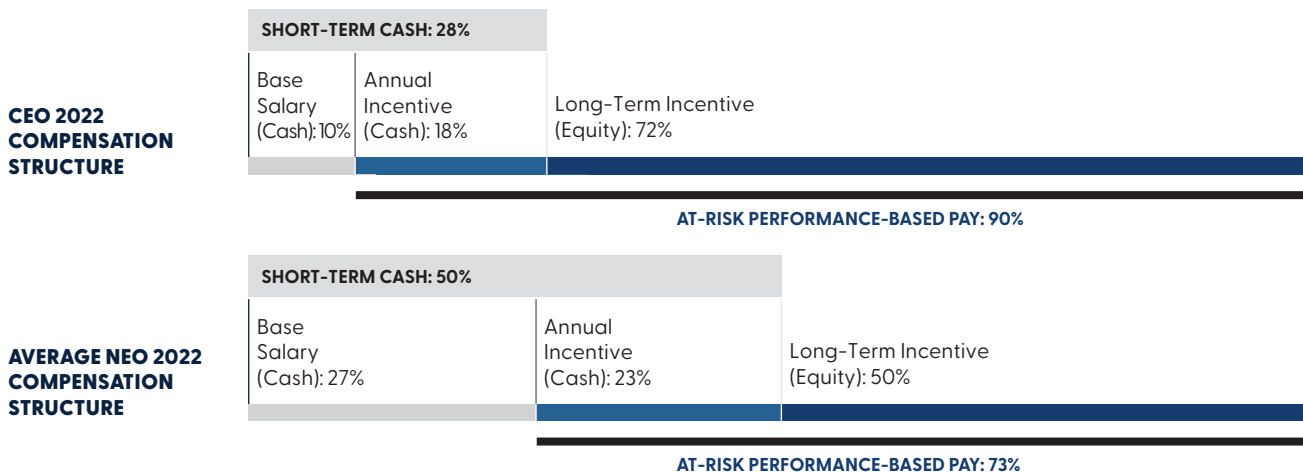 SHORT-TERM CASH: 28%
Base
Salary
(Cash): 10%
Annual
Incentive
(Cash): 18%
Long-Term Incentive
(Equity): 72%
CEO 2022
COMPENSATION
STRUCTURE
AT-RISK PERFORMANCE-BASED PAY: 90%
SHORT-TERM CASH: 50%
Base
Salary
(Cash): 27%
Annual
Incentive
(Cash): 23%
Long-Term Incentive
(Equity): 50%
AVERAGE NEO 2022
COMPENSATION
STRUCTURE
AT-RISK PERFORMANCE-BASED PAY: 73%